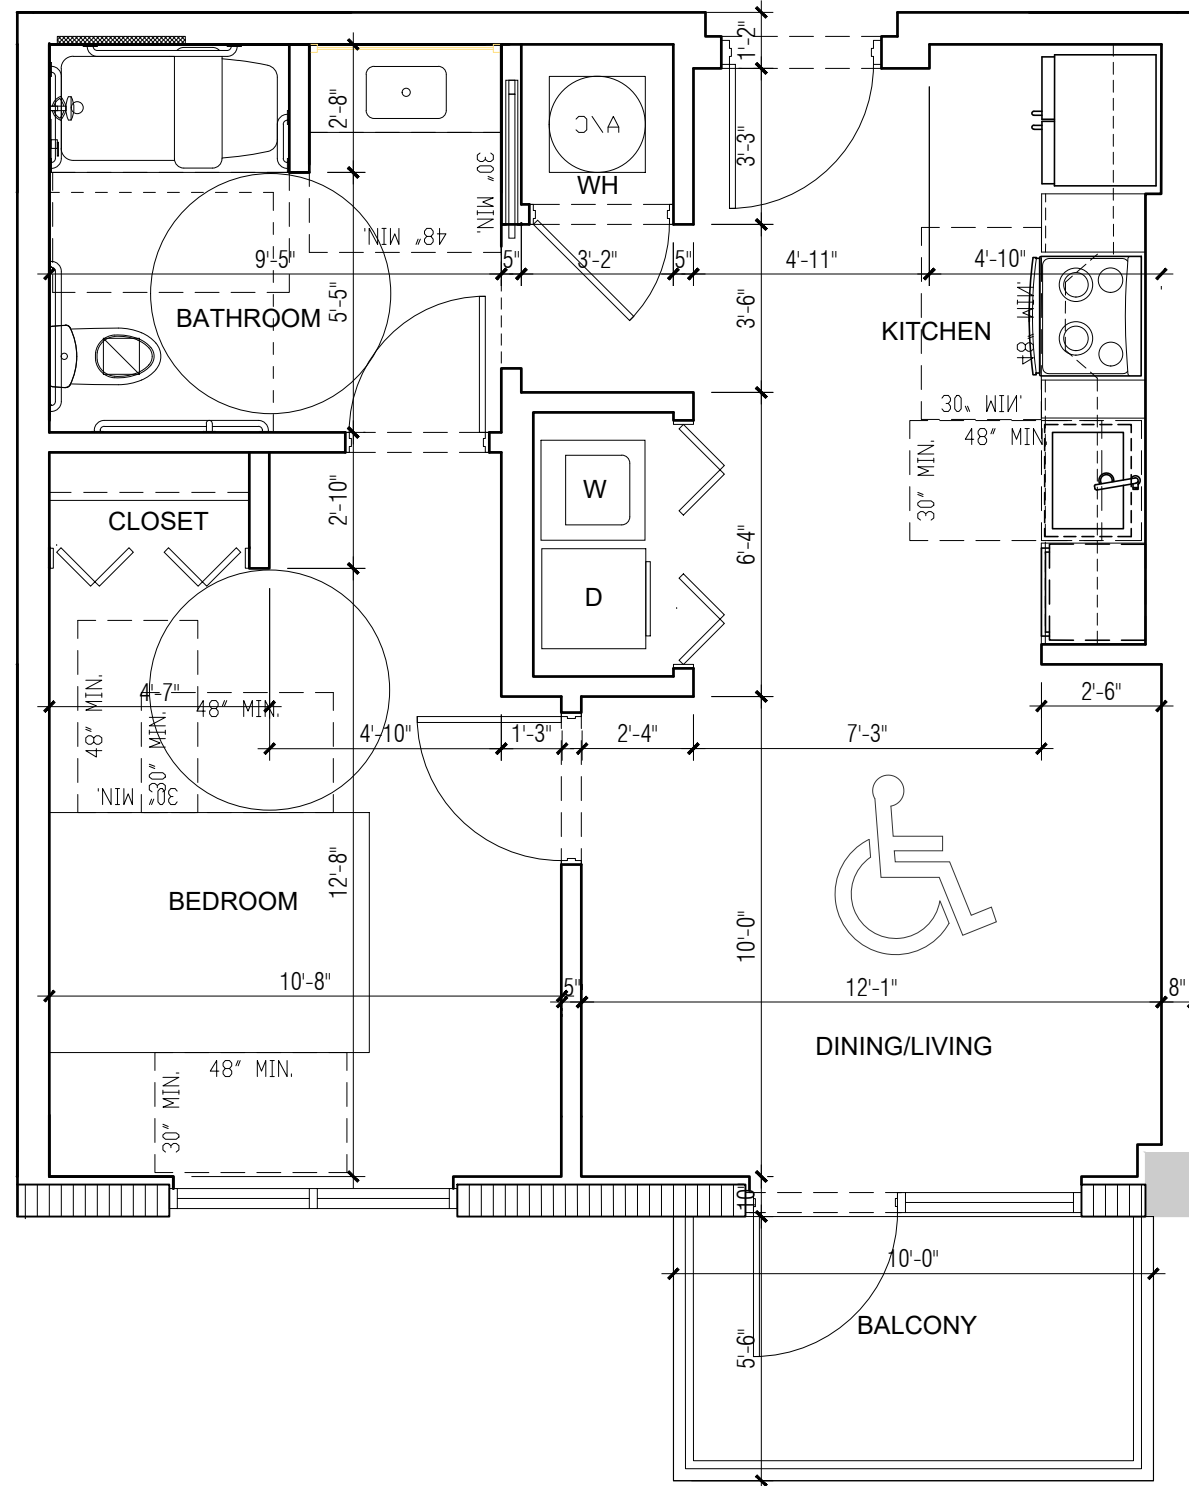 1'-2"
2'-8"
A/C
3'-3"
30" MIN.
WH
48" MIN.
9'-5"
5"
3'-2"
5"
4'-11"
4'-10"
BATHROOM
5'-5"
3'-6"
KITCHEN
48" MIN.
30" MIN.
48" MIN.
30" MIN.
2'-10"
W
CLOSET
6'-4"
D
4'-7"
48" MIN.
48" MIN.
30" MIN.
30" MIN.
2'-6"
4'-10"
1'-3"
2'-4"
7'-3"
12'-8"
BEDROOM
10'-0"
10'-8"
5"
12'-1"
8"
DINING/LIVING
48" MIN.
30" MIN.
10"
10'-0"
BALCONY
5'-6"